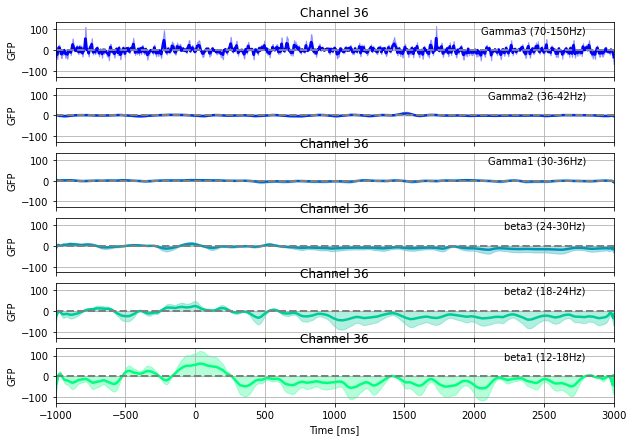 Channel 36
Gamma3 (70-150Hz)
GFP
100
0
−100
Channel 36
Gamma2 (36-42Hz)
GFP
100
0
−100
Channel 36
Gamma1 (30-36Hz)
GFP
100
0
−100
Channel 36
beta3 (24-30Hz)
GFP
100
0
−100
Channel 36
beta2 (18-24Hz)
GFP
100
0
−100
Channel 36
beta1 (12-18Hz)
GFP
100
0
−100
−1000 −500 0 500 1000 1500 2000 2500 3000
Time [ms]